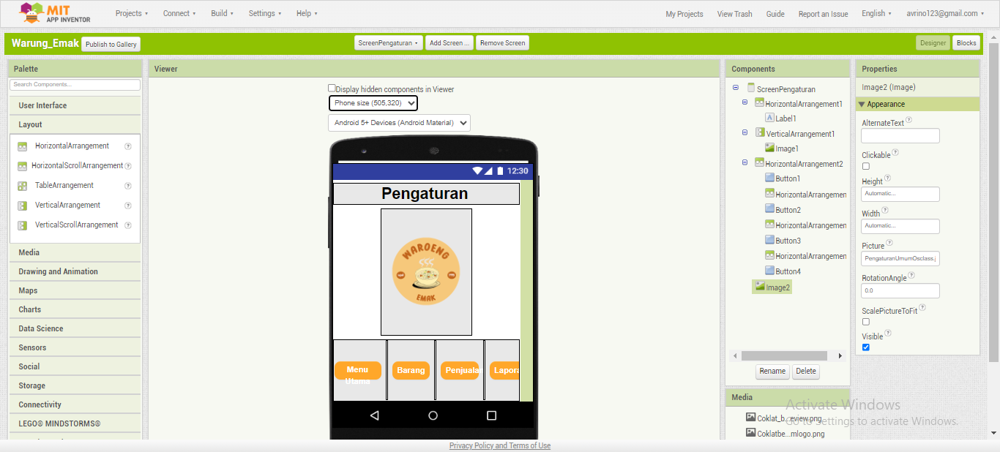 MIT
APP INVENTOR
Projects
Connect
Build
Settings
Help
My Projects
View Trash
Guide
Report an Issue
English
avrino123@gmail.com
Warung_Emak
Publish to Gallery
ScreenPengaturan
Add Screen ...
Remove Screen
Designer
Blocks
Palette
Search Components...
User Interface
Layout
HorizontalArrangement
HorizontalScrollArrangement
TableArrangement
VerticalArrangement
VerticalScrollArrangement
Media
Drawing and Animation
Maps
Charts
Data Science
Sensors
Social
Storage
Connectivity
LEGO® MINDSTORMS®
Viewer
Display hidden components in Viewer
Phone size (505,320)
Android 5+ Devices (Android Material)
12:30
Pengaturan
WAROENG
EMAK
Menu
Utama
Barang
Penjuala
Lapora
Components
ScreenPengaturan
HorizontalArrangement1
Label1
VerticalArrangement1
Image1
HorizontalArrangement2
Button1
HorizontalArrangemen
Button2
HorizontalArrangemen
Button3
HorizontalArrangemen
Button4
Image2
Rename
Delete
Media
Coklat_b...eview.png
Coklatbe...mlogo.png
Properties
Image2 (Image)
Appearance
AlternateText
Clickable
Height
Automatic...
Width
Automatic...
Picture
PengaturanUmumOsclass.j
RotationAngle
0.0
ScalePictureToFit
Visible
Activate Windows
Go to Settings to activate Windows.
Privacy Policy and Terms of Use